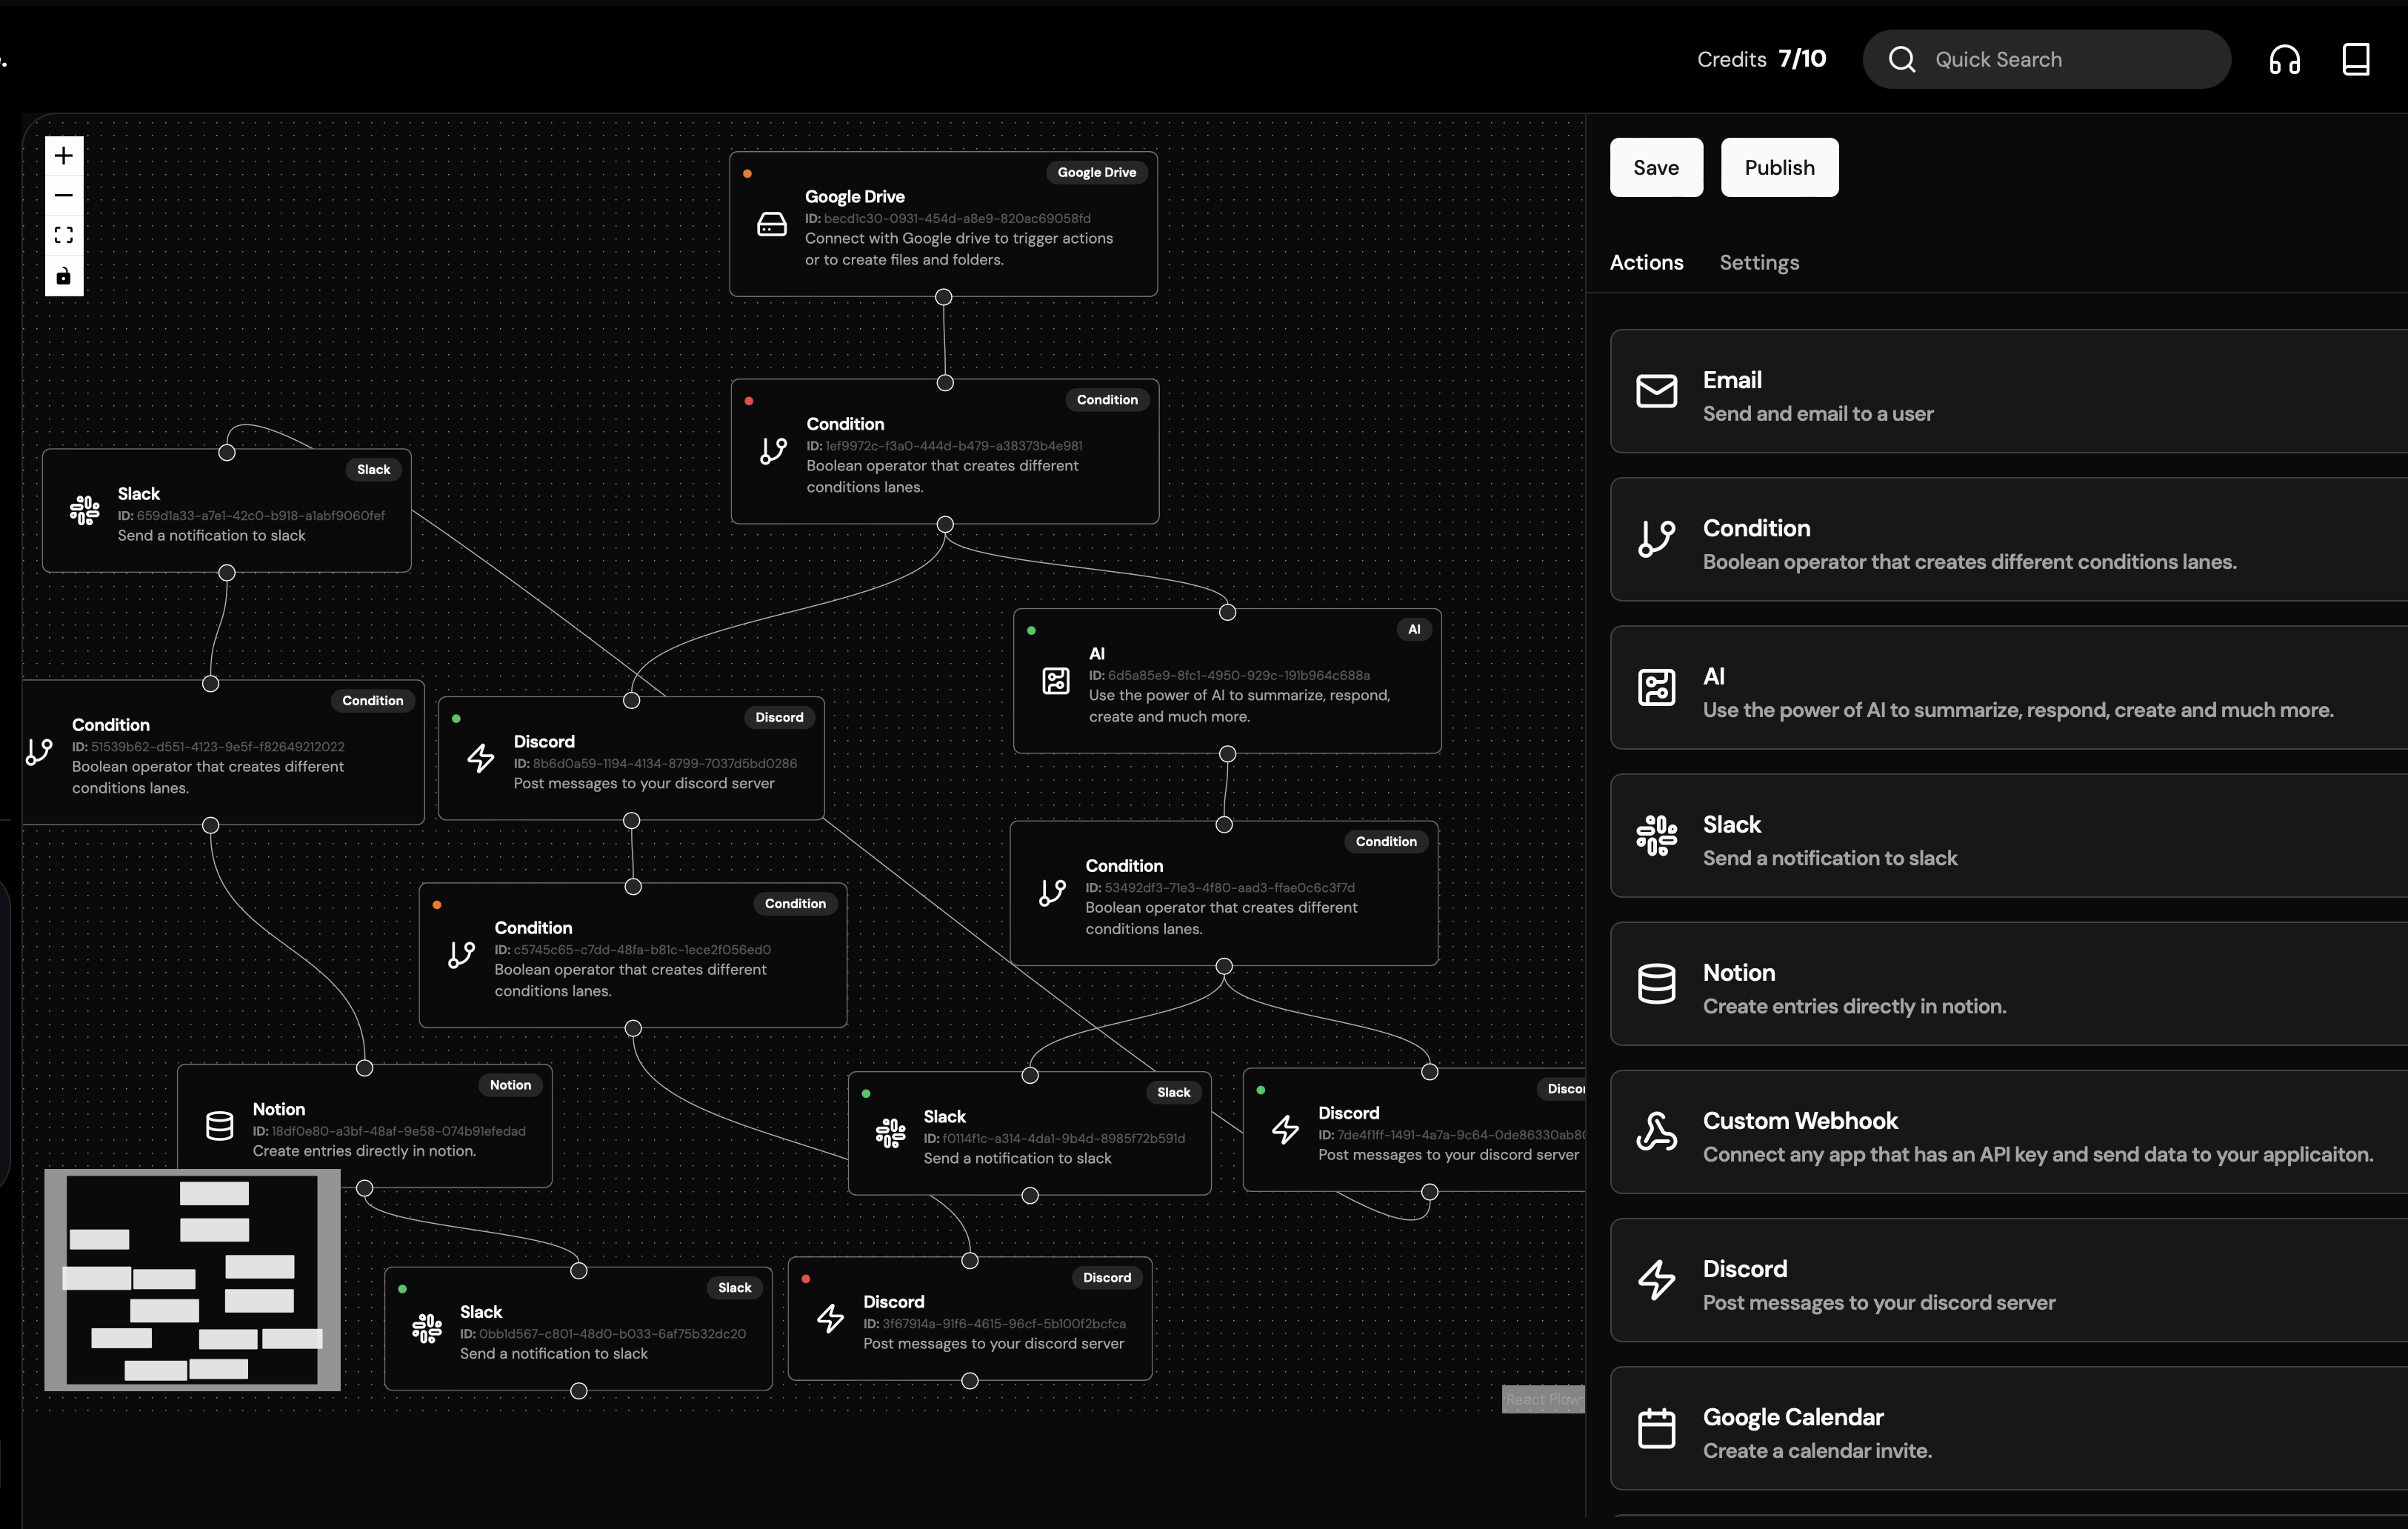 Credits 7/10
Quick Search
Google Drive
Google Drive
ID: becd1c30-0931-454d-a8e9-820ac69058fd
Connect with Google drive to trigger actions
or to create files and folders.
Condition
Condition
ID: 1ef9972c-f3a0-444d-b479-a38373b4e981
Boolean operator that creates different
conditions lanes.
Slack
Slack
ID: 659d1a33-a7e1-42c0-b918-a1abf9060fef
Send a notification to slack
AI
AI
ID: 6d5a85e9-8fc1-4950-929c-191b964c688a
Use the power of AI to summarize, respond,
create and much more.
Condition
Condition
ID: 51539b62-d551-4123-9e5f-f82649212022
Boolean operator that creates different
conditions lanes.
Discord
Discord
ID: 8b6d0a59-1194-4134-8799-7037d5bd0286
Post messages to your discord server
Condition
Condition
ID: 53492df3-71e3-4f80-aad3-ffae0c6c3f7d
Boolean operator that creates different
conditions lanes.
Condition
Condition
ID: c5745c65-c7dd-48fa-b81c-1ece2f056ed0
Boolean operator that creates different
conditions lanes.
Notion
Notion
ID: 18df0e80-a3bf-48af-9e58-074b91efedad
Create entries directly in notion.
Slack
Slack
ID: f0114f1c-a314-4da1-9b4d-8985f72b591d
Send a notification to slack
Discor
Discord
ID: 7de4f1ff-1491-4a7a-9c64-0de86330ab8
Post messages to your discord server
Slack
Slack
ID: 0bb1d567-c801-48d0-b033-6af75b32dc20
Send a notification to slack
Discord
Discord
ID: 3f67914a-91f6-4615-96cf-5b100f2bcfca
Post messages to your discord server
React Flow
Save
Publish
Actions
Settings
Email
Send and email to a user
Condition
Boolean operator that creates different conditions lanes.
AI
Use the power of AI to summarize, respond, create and much more.
Slack
Send a notification to slack
Notion
Create entries directly in notion.
Custom Webhook
Connect any app that has an API key and send data to your applicaiton.
Discord
Post messages to your discord server
Google Calendar
Create a calendar invite.